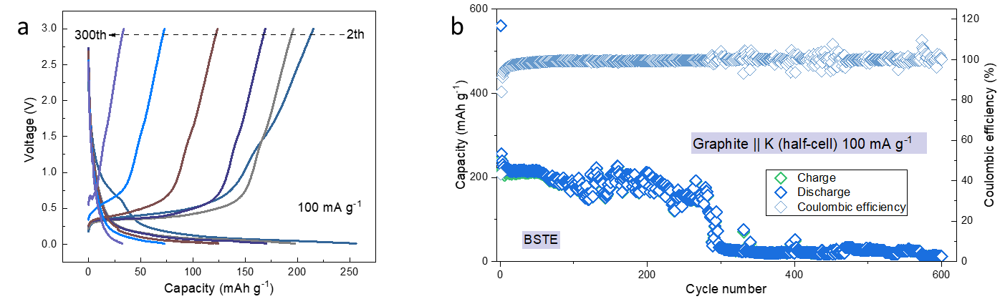 a
300th
2th
100 mA g⁻¹
3.0
2.5
2.0
1.5
1.0
0.5
0.0
Voltage (V)
0
50
100
150
200
250
Capacity (mAh g⁻¹)
b
600
400
200
0
Capacity (mAh g⁻¹)
Graphite || K (half-cell) 100 mA g⁻¹
Charge
Discharge
Coulombic efficiency
BSTE
120
100
80
60
40
20
0
Coulombic efficiency (%)
0
200
400
600
Cycle number